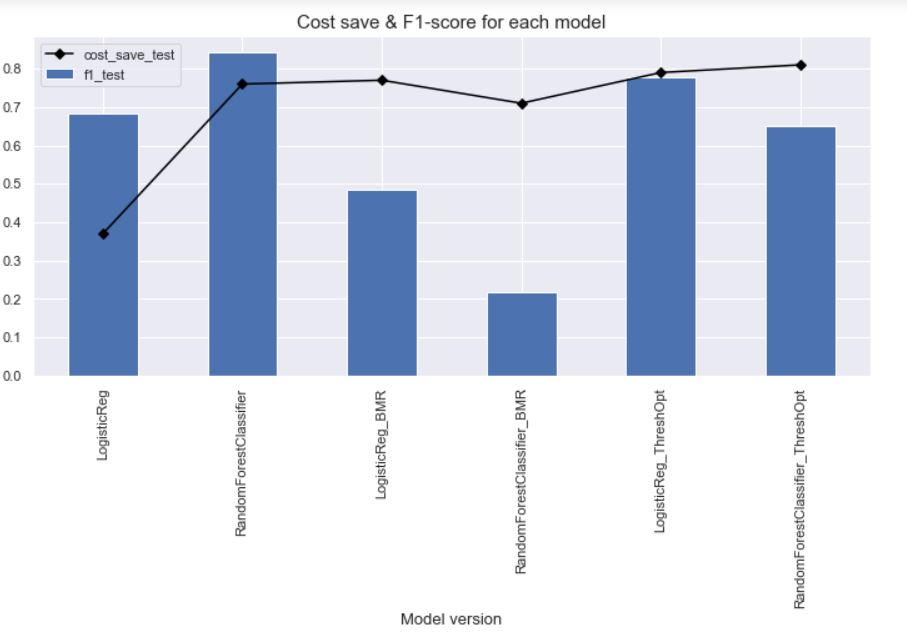 Cost save & F1-score for each model
cost_save_test
f1_test
0.8
0.7
0.6
0.5
0.4
0.3
0.2
0.1
0.0
LogisticReg
RandomForestClassifier
LogisticReg_BMR
RandomForestClassifier_BMR
LogisticReg_ThreshOpt
RandomForestClassifier_ThreshOpt
Model version